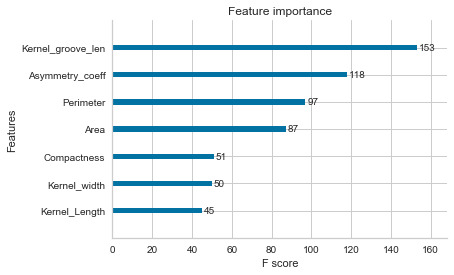 Feature importance
Features
Kernel_groove_len 153
Asymmetry_coeff 118
Perimeter 97
Area 87
Compactness 51
Kernel_width 50
Kernel_Length 45
0 20 40 60 80 100 120 140 160
F score